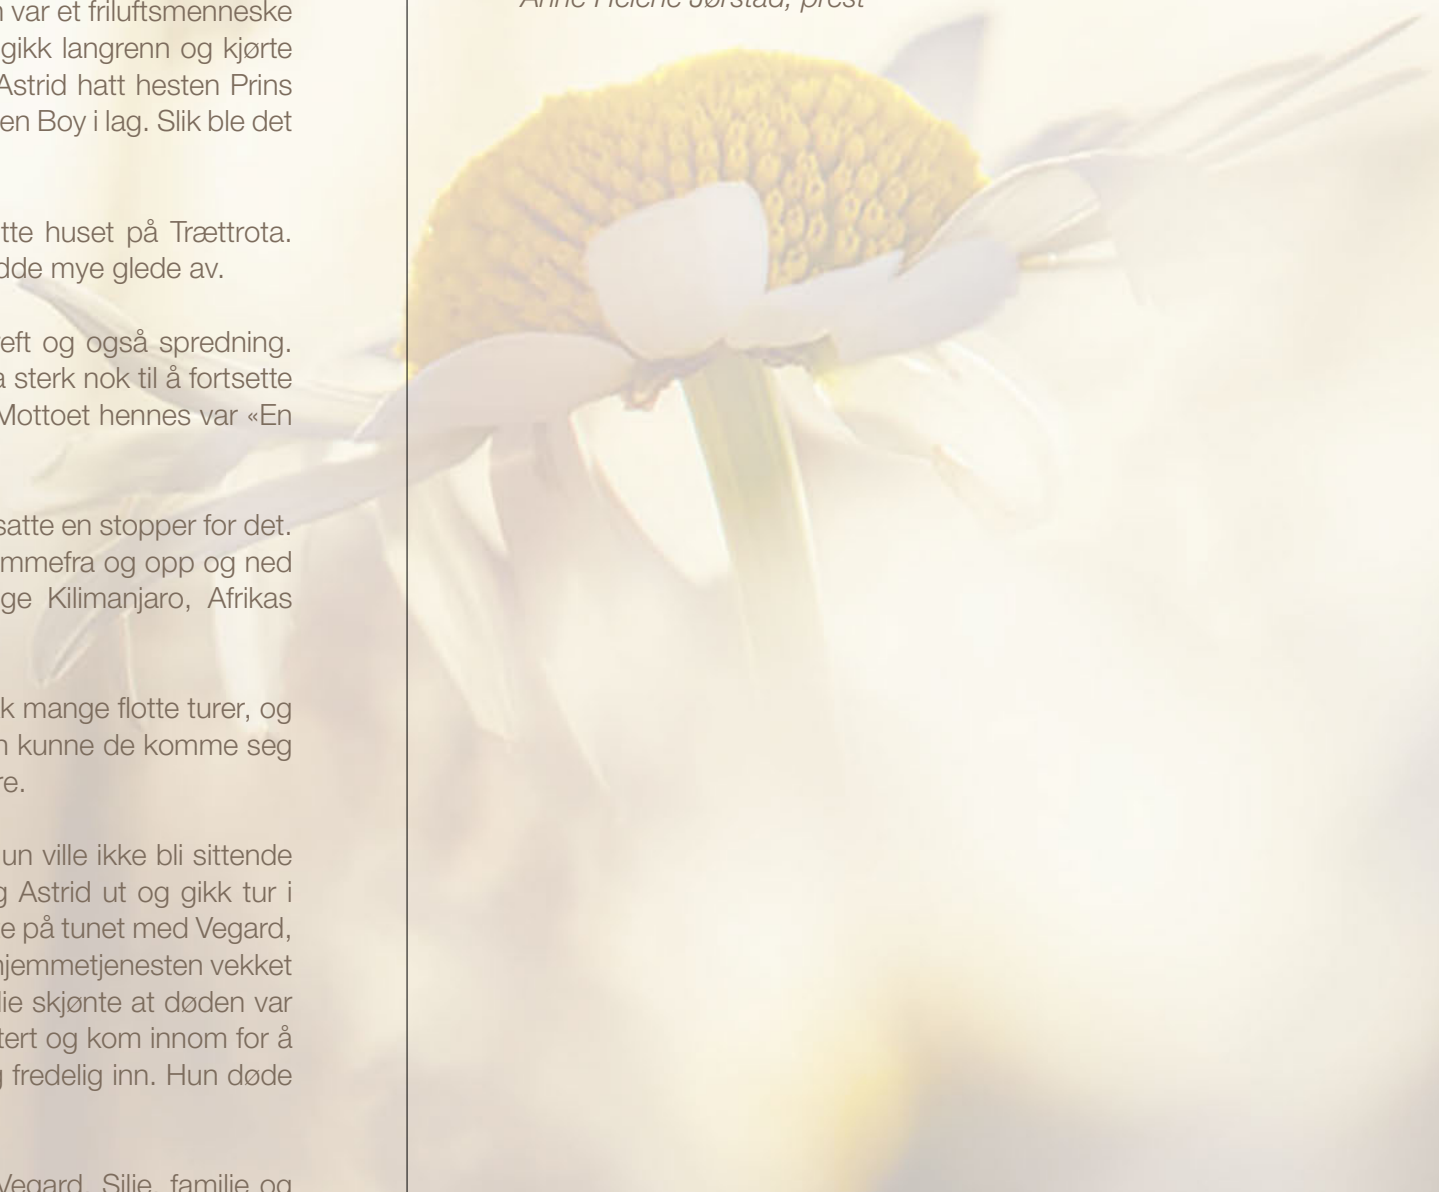 var et friluftsmenneske
gikk langrenn og kjørte
Astrid hatt hesten Prins
en Boy i lag. Slik ble det
tte huset på Trættrota.
dde mye glede av.
eft og også spredning.
a sterk nok til å fortsette
Mottoet hennes var «En
satte en stopper for det.
mmefra og opp og ned
ge Kilimanjaro, Afrikas
k mange flotte turer, og
n kunne de komme seg
re.
un ville ikke bli sittende
g Astrid ut og gikk tur i
e på tunet med Vegard,
hjemmetjenesten vekket
lie skjønte at døden var
tert og kom innom for å
g fredelig inn. Hun døde
Vegard, Silje, familie og
Anne Helene Jørstad, prest